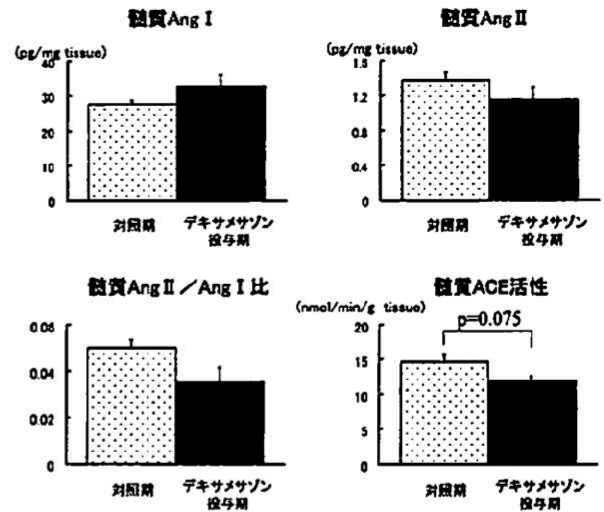 髄質Ang I
(pg/mg tissue)
40
30
20
10
0
対照期
デキサメサゾン
投与期
髄質Ang II
(pg/mg tissue)
1.6
1.2
0.8
0.4
0
対照期
デキサメサゾン
投与期
髄質Ang II／Ang I 比
0.06
0.04
0.02
0
対照期
デキサメサゾン
投与期
髄質ACE活性
(nmol/min/g tissue)
p=0.075
20
15
10
5
0
対照期
デキサメサゾン
投与期